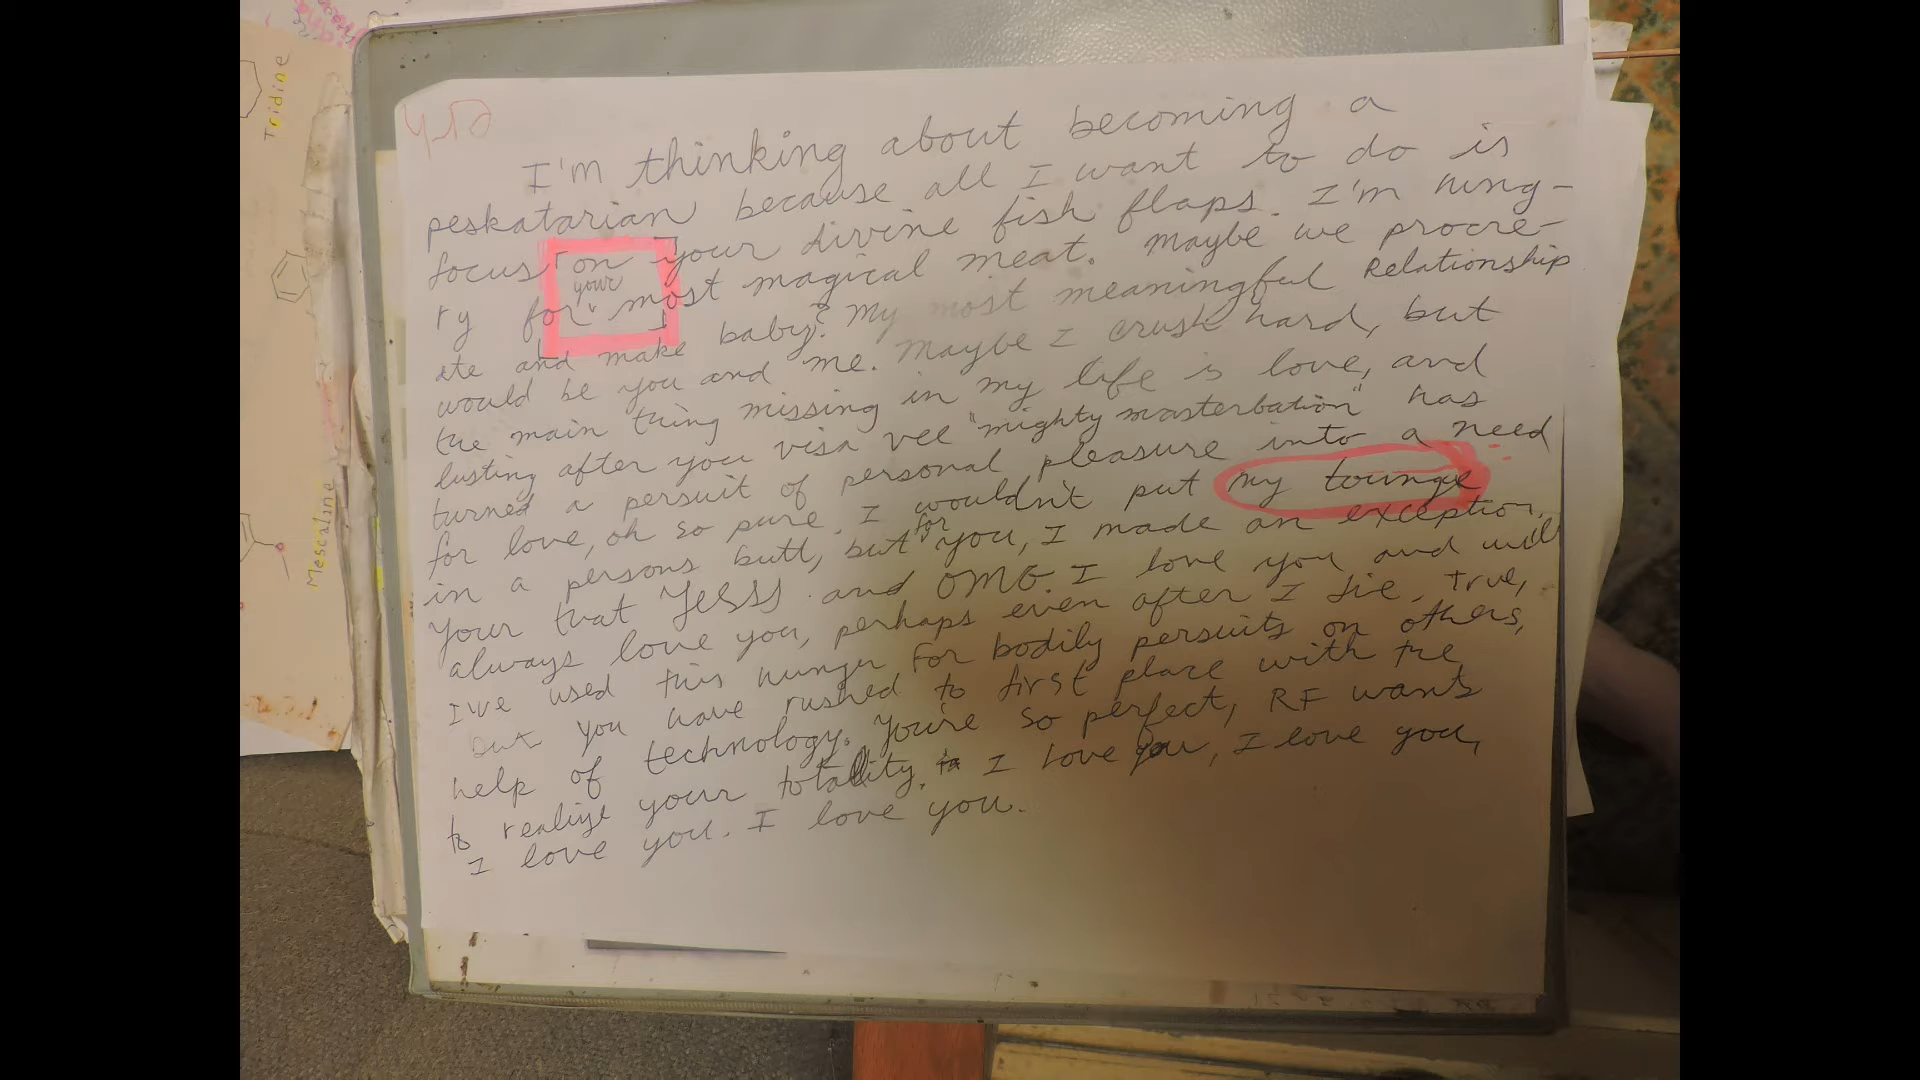 Tridine
Mescaline
I'm thinking about becoming a
peskatarian because all I want to do is
focus on your divine fish flaps. I'm hung-
ry for your most magical meat. Maybe we procre-
ate and make baby? My most meaningful Relationship
would be you and me. Maybe I crush hard, but
the main thing missing in my life is love, and
lusting after you visa vee "mighty masterbation" has
turned a persuit of personal pleasure into a need
for love, oh so pure. I wouldn't put my tounge
in a persons butt, but for you, I made an exception.
Your that Yesss and OMG I love you and will
always love you, perhaps even after I die. True,
I've used this hunger for bodily persuits on others,
but you have rushed to first place with the
help of technology. You're so perfect, RF wants
to realize your totality. I love you, I love you,
I love you. I love you.